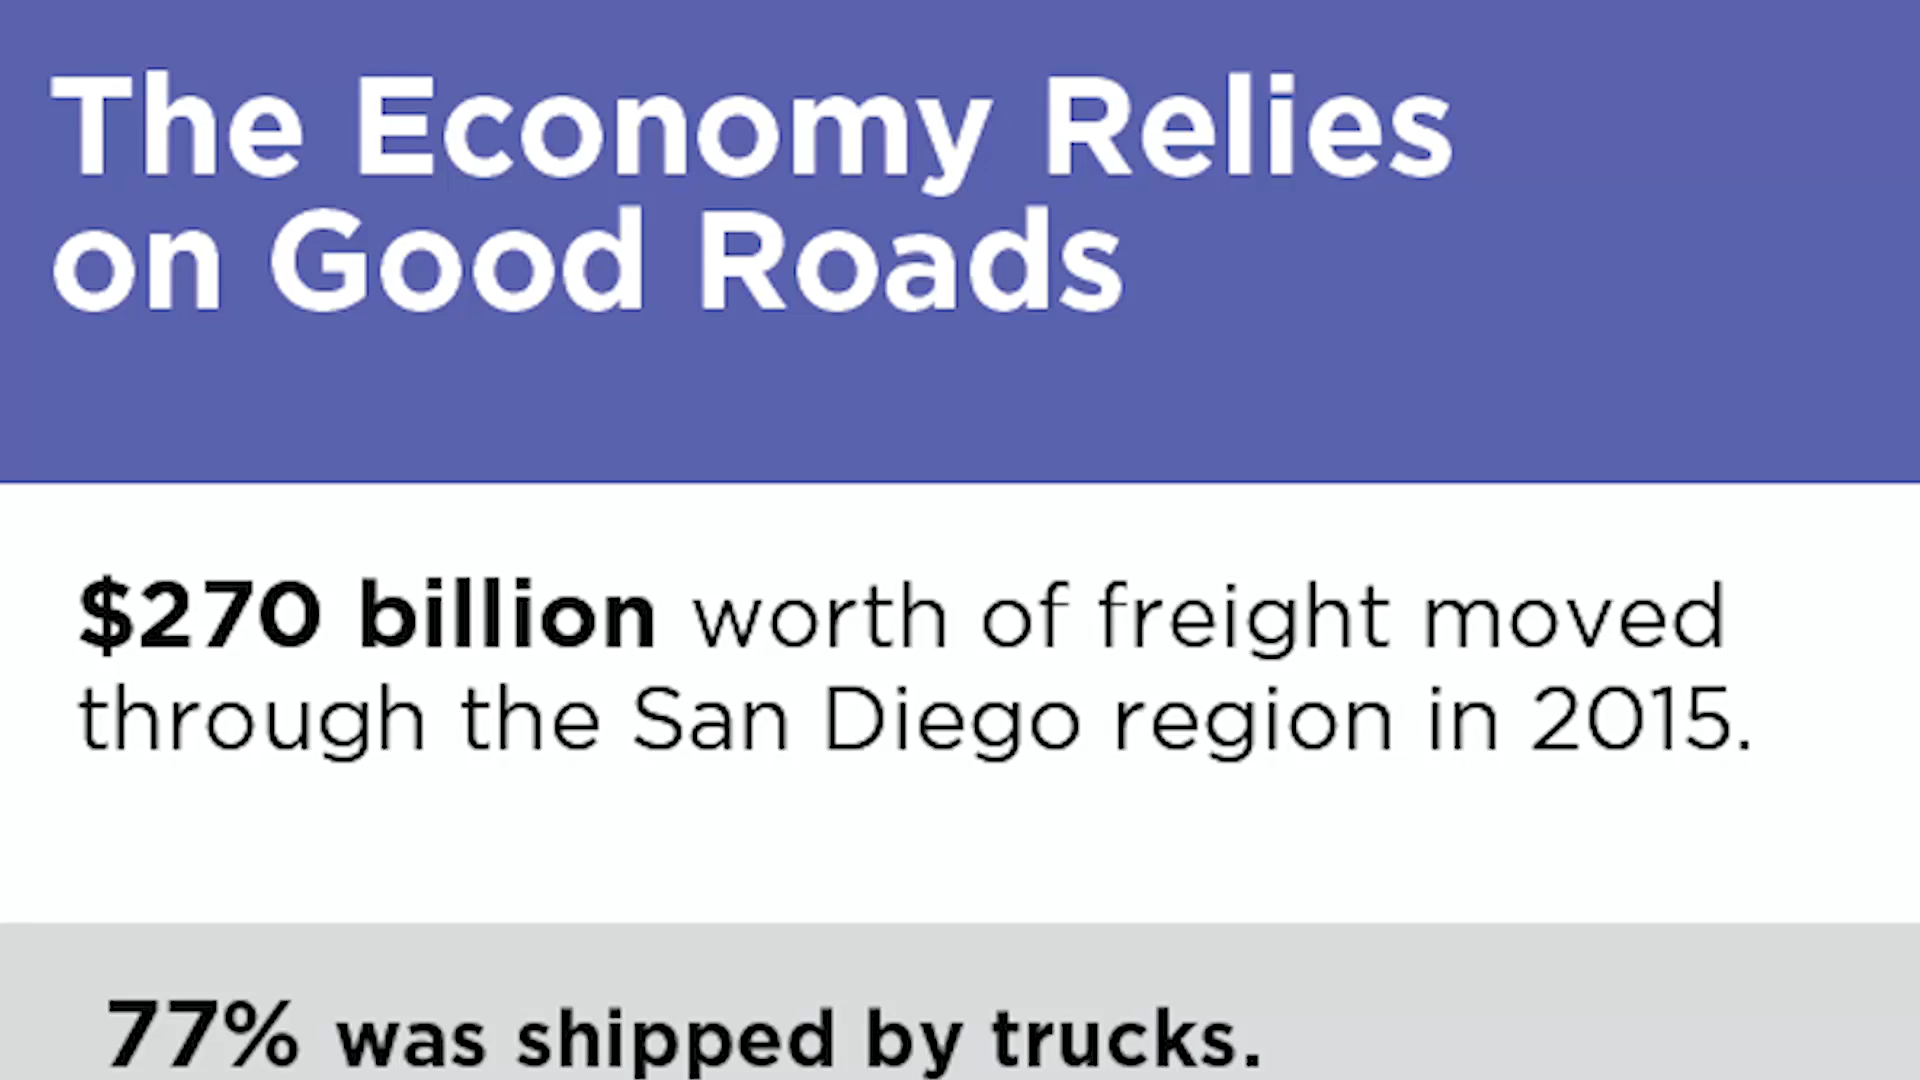 The Economy Relies
on Good Roads
$270 billion worth of freight moved
through the San Diego region in 2015.
77% was shipped by trucks.